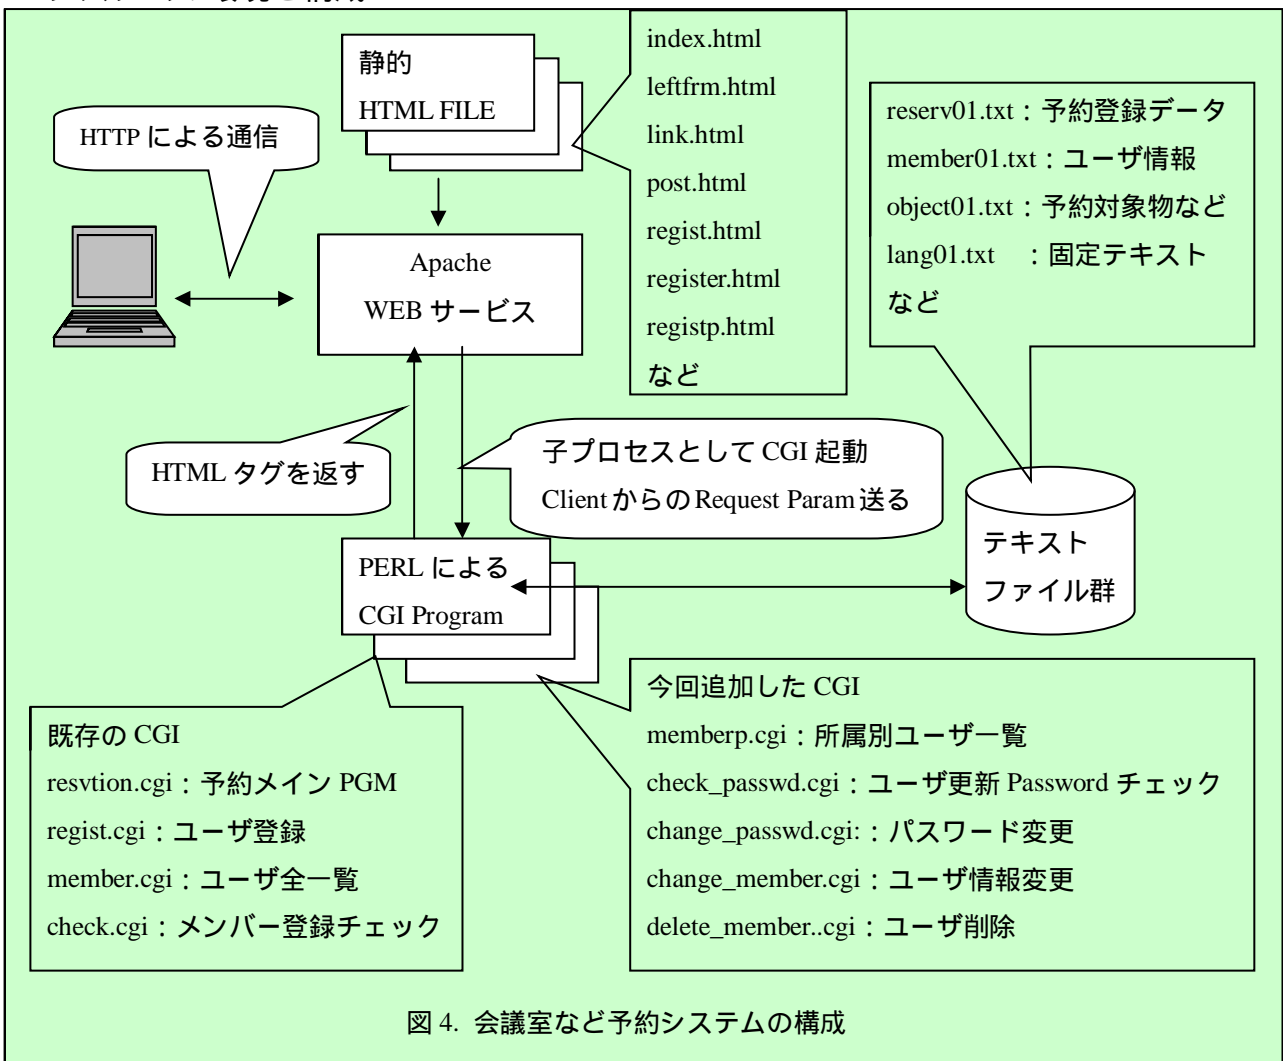 静的
HTML FILE
index.html
leftfrm.html
link.html
post.html
regist.html
register.html
registp.html
など
reserv01.txt：予約登録データ
member01.txt：ユーザ情報
object01.txt：予約対象物など
lang01.txt　：固定テキスト
など
HTTP による通信
Apache
WEB サービス
HTML タグを返す
子プロセスとして CGI 起動
Client からの Request Param 送る
テキスト
ファイル群
PERL による
CGI Program
既存の CGI
resvtion.cgi：予約メイン PGM
regist.cgi：ユーザ登録
member.cgi：ユーザ全一覧
check.cgi：メンバー登録チェック
今回追加した CGI
memberp.cgi：所属別ユーザ一覧
check_passwd.cgi：ユーザ更新 Password チェック
change_passwd.cgi:：パスワード変更
change_member.cgi：ユーザ情報変更
delete_member..cgi：ユーザ削除
図 4. 会議室など予約システムの構成